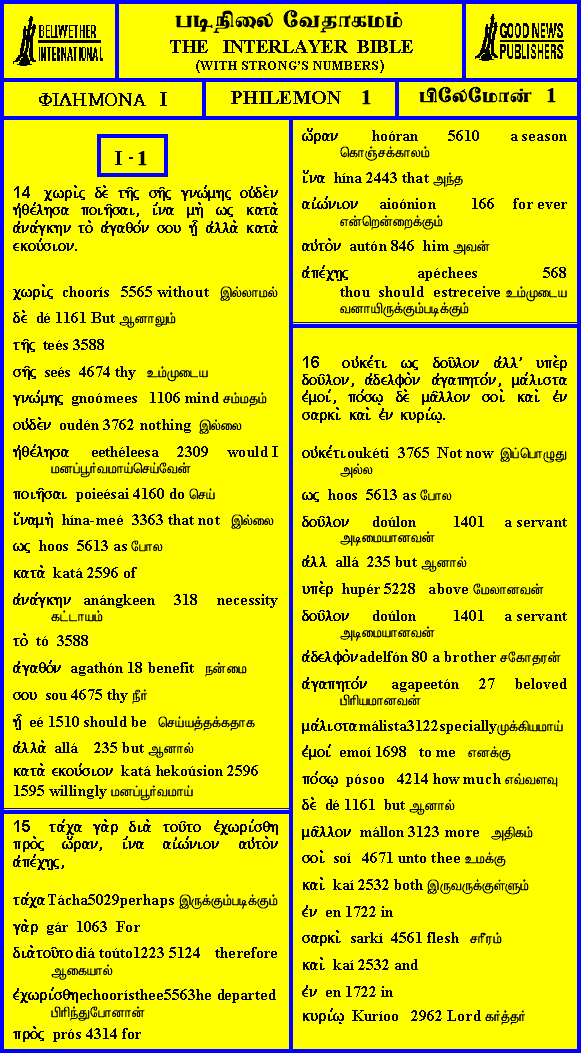 BELLWETHER
INTERNATIONAL
படிநிலை வேதாகமம்
THE INTERLAYER BIBLE
(WITH STRONG'S NUMBERS)
GOOD NEWS
PUBLISHERS
ΦΙΛΗΜΟΝΑ I
PHILEMON 1
பிலேமோன் 1
I - 1
14 χωρὶς δὲ τῆς σῆς γνώμης οὐδὲν
ἠθέλησα ποιῆσαι, ἵνα μὴ ως κατὰ
ἀνάγκην τὸ ἀγαθόν σου ᾖ ἀλλὰ κατὰ
εκούσιον.
χωρὶς choorís 5565 without இல்லாமல்
δὲ dé 1161 But ஆனாலும்
τῆς teés 3588
σῆς seés 4674 thy உம்முடைய
γνώμης gnoómees 1106 mind சம்மதம்
οὐδὲν oudén 3762 nothing இல்லை
ἠθέλησα eethéleesa 2309 would I
மனப்பூர்வமாய்செய்வேன்
ποιῆσαι poieésai 4160 do செய்
ἵναμὴ hína-meé 3363 that not இல்லை
ως hoos 5613 as போல
κατὰ katá 2596 of
ἀνάγκην anángkeen 318 necessity
கட்டாயம்
τὸ tó 3588
ἀγαθόν agathón 18 benefit நன்மை
σου sou 4675 thy நீர்
ᾖ eé 1510 should be செய்யத்தக்கதாக
ἀλλὰ allá 235 but ஆனால்
κατὰ εκούσιον katá hekoúsion 2596
1595 willingly மனப்பூர்வமாய்
15 τάχα γὰρ διὰ τοῦτο ἐχωρίσθη
πρὸς ὥραν, ἵνα αἰώνιον αὐτὸν
ἀπέχῃς,
τάχα Tácha5029perhaps இருக்கும்படிக்கும்
γὰρ gár 1063 For
διὰτοῦτο diá toúto1223 5124 therefore
ஆகையால்
ἐχωρίσθη echoorísthee5563he departed
பிரிந்துபோனான்
πρὸς prós 4314 for
ὥραν hoóran 5610 a season
கொஞ்சக்காலம்
ἵνα hína 2443 that அந்த
αἰώνιον aioónion 166 for ever
என்றென்றைக்கும்
αὐτὸν autón 846 him அவன்
ἀπέχῃς apéchees 568
thou should estreceive உம்முடைய
வனாயிருக்கும்படிக்கும்
16 οὐκέτι ως δοῦλον ἀλλ' υπὲρ
δοῦλον, ἀδελφὸν ἀγαπητόν, μάλιστα
ἐμοί, πόσῳ δὲ μᾶλλον σοὶ καὶ ἐν
σαρκὶ καὶ ἐν κυρίῳ.
οὐκέτι oukéti 3765 Not now இப்பொழுது
அல்ல
ως hoos 5613 as போல
δοῦλον doúlon 1401 a servant
அடிமையானவன்
ἀλλ allá 235 but ஆனால்
υπὲρ hupér 5228 above மேலானவன்
δοῦλον doúlon 1401 a servant
அடிமையானவன்
ἀδελφὸν adelfón 80 a brother சகோதரன்
ἀγαπητόν agapeetón 27 beloved
பிரியமானவன்
μάλιστα málista3122specially முக்கியமாய்
ἐμοί emoí 1698 to me எனக்கு
πόσῳ pósoo 4214 how much எவ்வளவு
δὲ dé 1161 but ஆனால்
μᾶλλον mállon 3123 more அதிகம்
σοὶ soí 4671 unto thee உமக்கு
καὶ kaí 2532 both இருவருக்குள்ளும்
ἐν en 1722 in
σαρκὶ sarkí 4561 flesh சரீரம்
καὶ kaí 2532 and
ἐν en 1722 in
κυρίῳ Kuríoo 2962 Lord கர்த்தர்